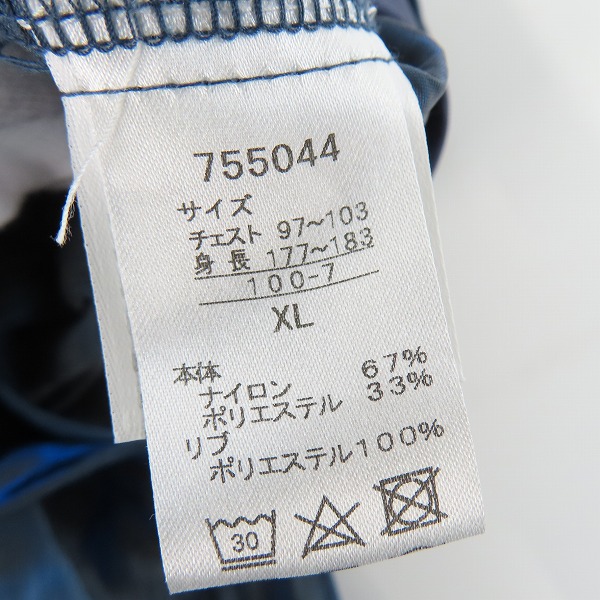 755044
サイズ
チェスト 97～103
身長 177～183
100-7
XL
本体
ナイロン 67%
ポリエステル 33%
リブ
ポリエステル100%
30